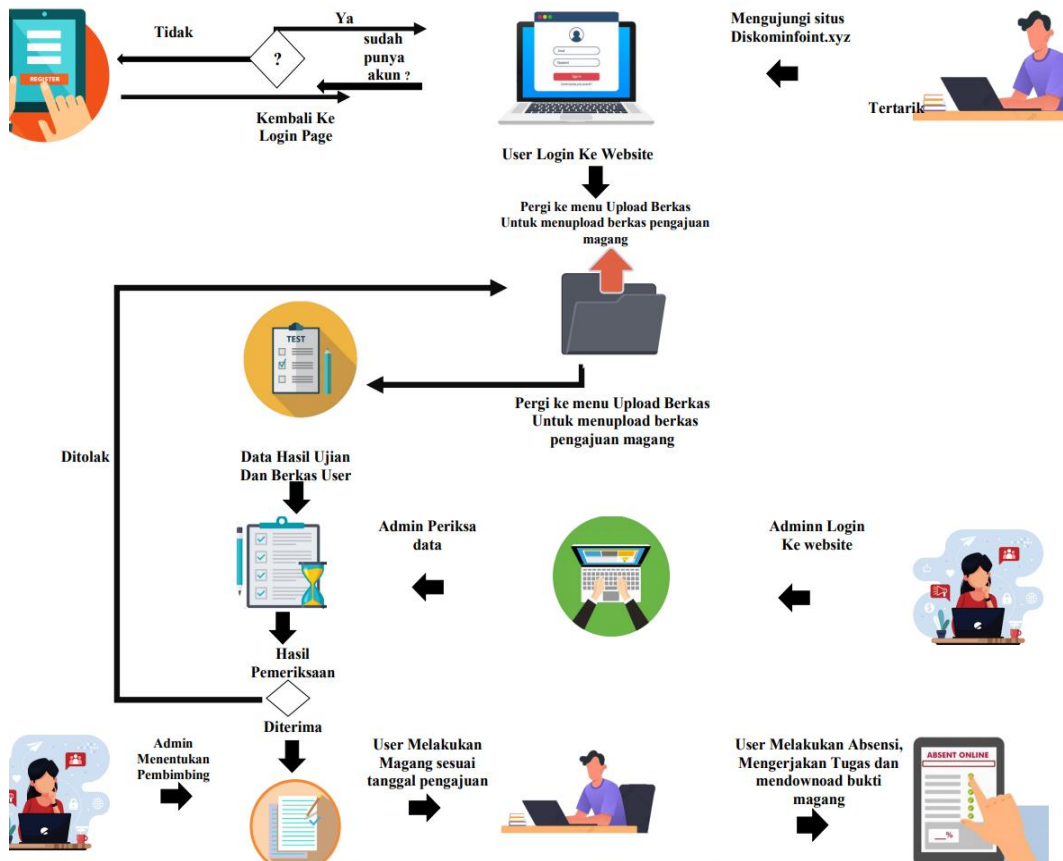 Tidak
Ya
sudah
punya
akun ?
?
REGISTER
Kembali Ke
Login Page
Sign In
User Login Ke Website
Mengujungi situs
Diskominfoint.xyz
Tertarik
Pergi ke menu Upload Berkas
Untuk menupload berkas pengajuan
magang
TEST
Pergi ke menu Upload Berkas
Untuk menupload berkas
pengajuan magang
Ditolak
Data Hasil Ujian
Dan Berkas User
Admin Periksa
data
Adminn Login
Ke website
Hasil
Pemeriksaan
Diterima
Admin
Menentukan
Pembimbing
User Melakukan
Magang sesuai
tanggal pengajuan
User Melakukan Absensi,
Mengerjakan Tugas dan
mendownoad bukti
magang
ABSENT ONLINE
__%